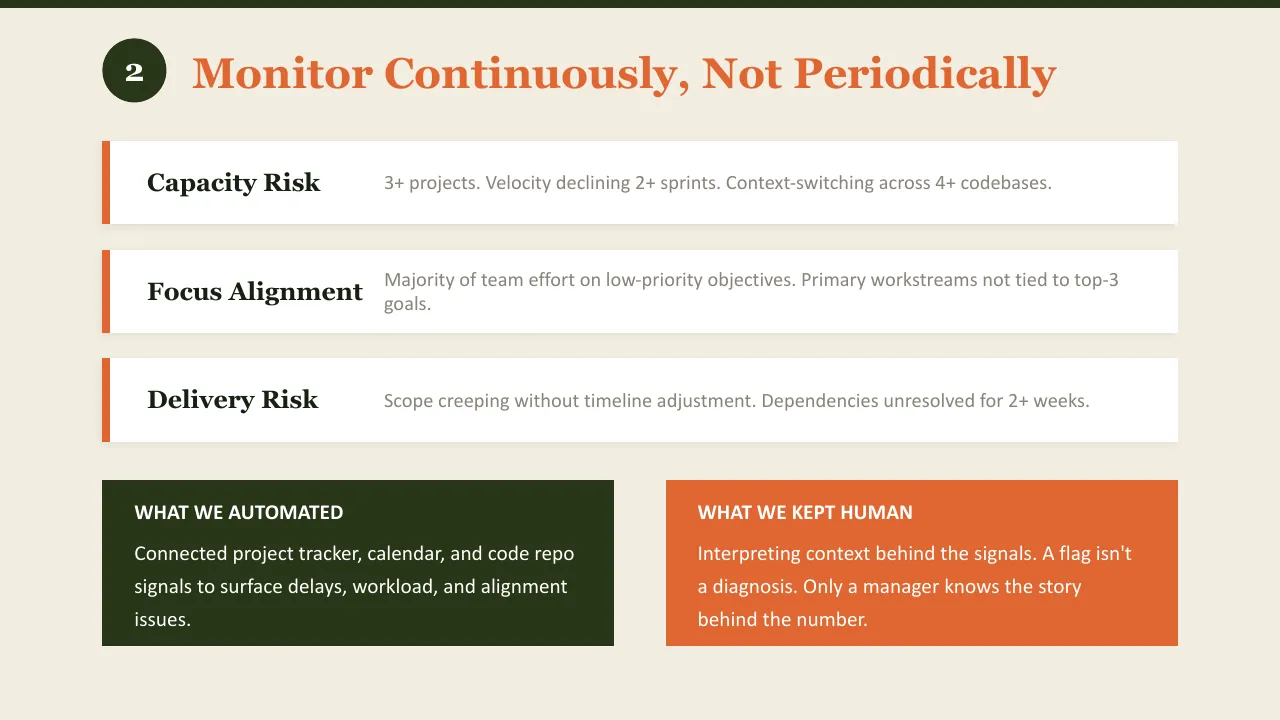 2
Monitor Continuously, Not Periodically
Capacity Risk
3+ projects. Velocity declining 2+ sprints. Context-switching across 4+ codebases.
Focus Alignment
Majority of team effort on low-priority objectives. Primary workstreams not tied to top-3
goals.
Delivery Risk
Scope creeping without timeline adjustment. Dependencies unresolved for 2+ weeks.
WHAT WE AUTOMATED
Connected project tracker, calendar, and code repo
signals to surface delays, workload, and alignment
issues.
WHAT WE KEPT HUMAN
Interpreting context behind the signals. A flag isn't
a diagnosis. Only a manager knows the story
behind the number.